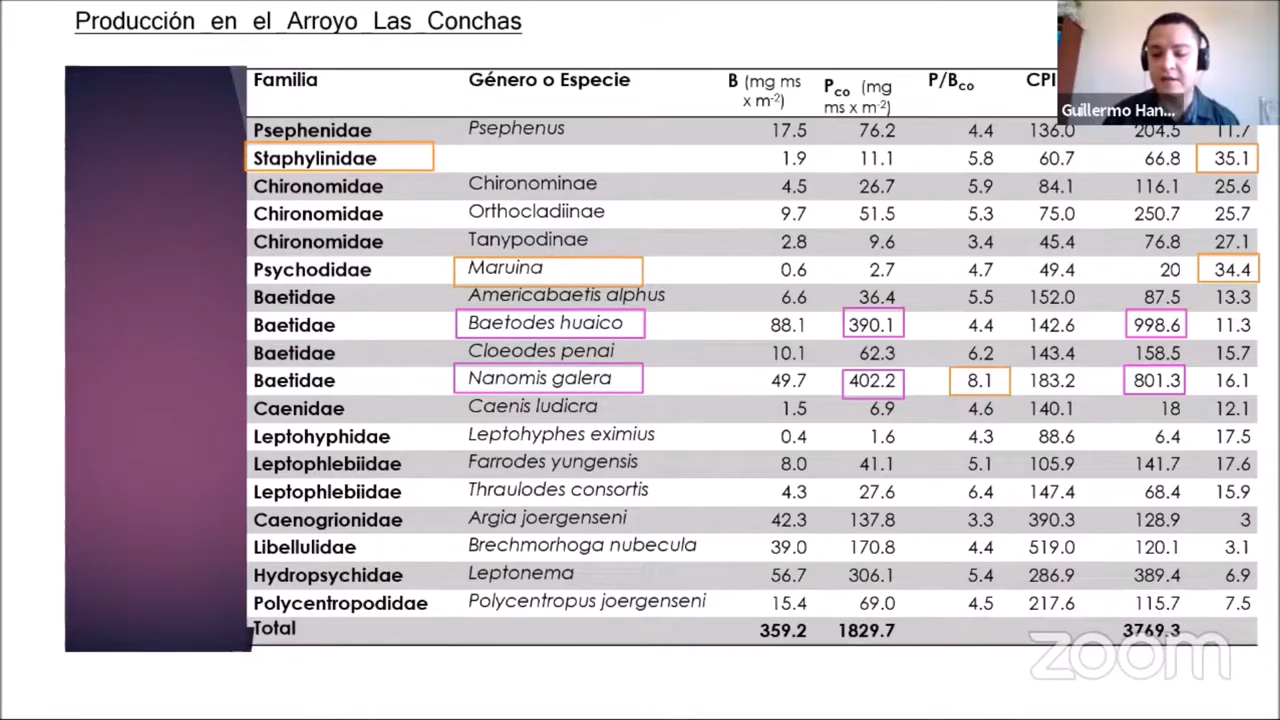 Producción en el Arroyo Las Conchas
Guillermo Han...
Familia Género o Especie B (mg ms x m-2) Pco (mg ms x m-2) P/Bco CPI
Psephenidae Psephenus 17.5 76.2 4.4 136.0 204.5 11.7
Staphylinidae 1.9 11.1 5.8 60.7 66.8 35.1
Chironomidae Chironominae 4.5 26.7 5.9 84.1 116.1 25.6
Chironomidae Orthocladiinae 9.7 51.5 5.3 75.0 250.7 25.7
Chironomidae Tanypodinae 2.8 9.6 3.4 45.4 76.8 27.1
Psychodidae Maruina 0.6 2.7 4.7 49.4 20 34.4
Baetidae Americabaetis alphus 6.6 36.4 5.5 152.0 87.5 13.3
Baetidae Baetodes huaico 88.1 390.1 4.4 142.6 998.6 11.3
Baetidae Cloeodes penai 10.1 62.3 6.2 143.4 158.5 15.7
Baetidae Nanomis galera 49.7 402.2 8.1 183.2 801.3 16.1
Caenidae Caenis ludicra 1.5 6.9 4.6 140.1 18 12.1
Leptohyphidae Leptohyphes eximius 0.4 1.6 4.3 88.6 6.4 17.5
Leptophlebiidae Farrodes yungensis 8.0 41.1 5.1 105.9 141.7 17.6
Leptophlebiidae Thraulodes consortis 4.3 27.6 6.4 147.4 68.4 15.9
Caenogrionidae Argia joergenseni 42.3 137.8 3.3 390.3 128.9 3
Libellulidae Brechmorhoga nubecula 39.0 170.8 4.4 519.0 120.1 3.1
Hydropsychidae Leptonema 56.7 306.1 5.4 286.9 389.4 6.9
Polycentropodidae Polycentropus joergenseni 15.4 69.0 4.5 217.6 115.7 7.5
Total 359.2 1829.7 3769.3
zoom